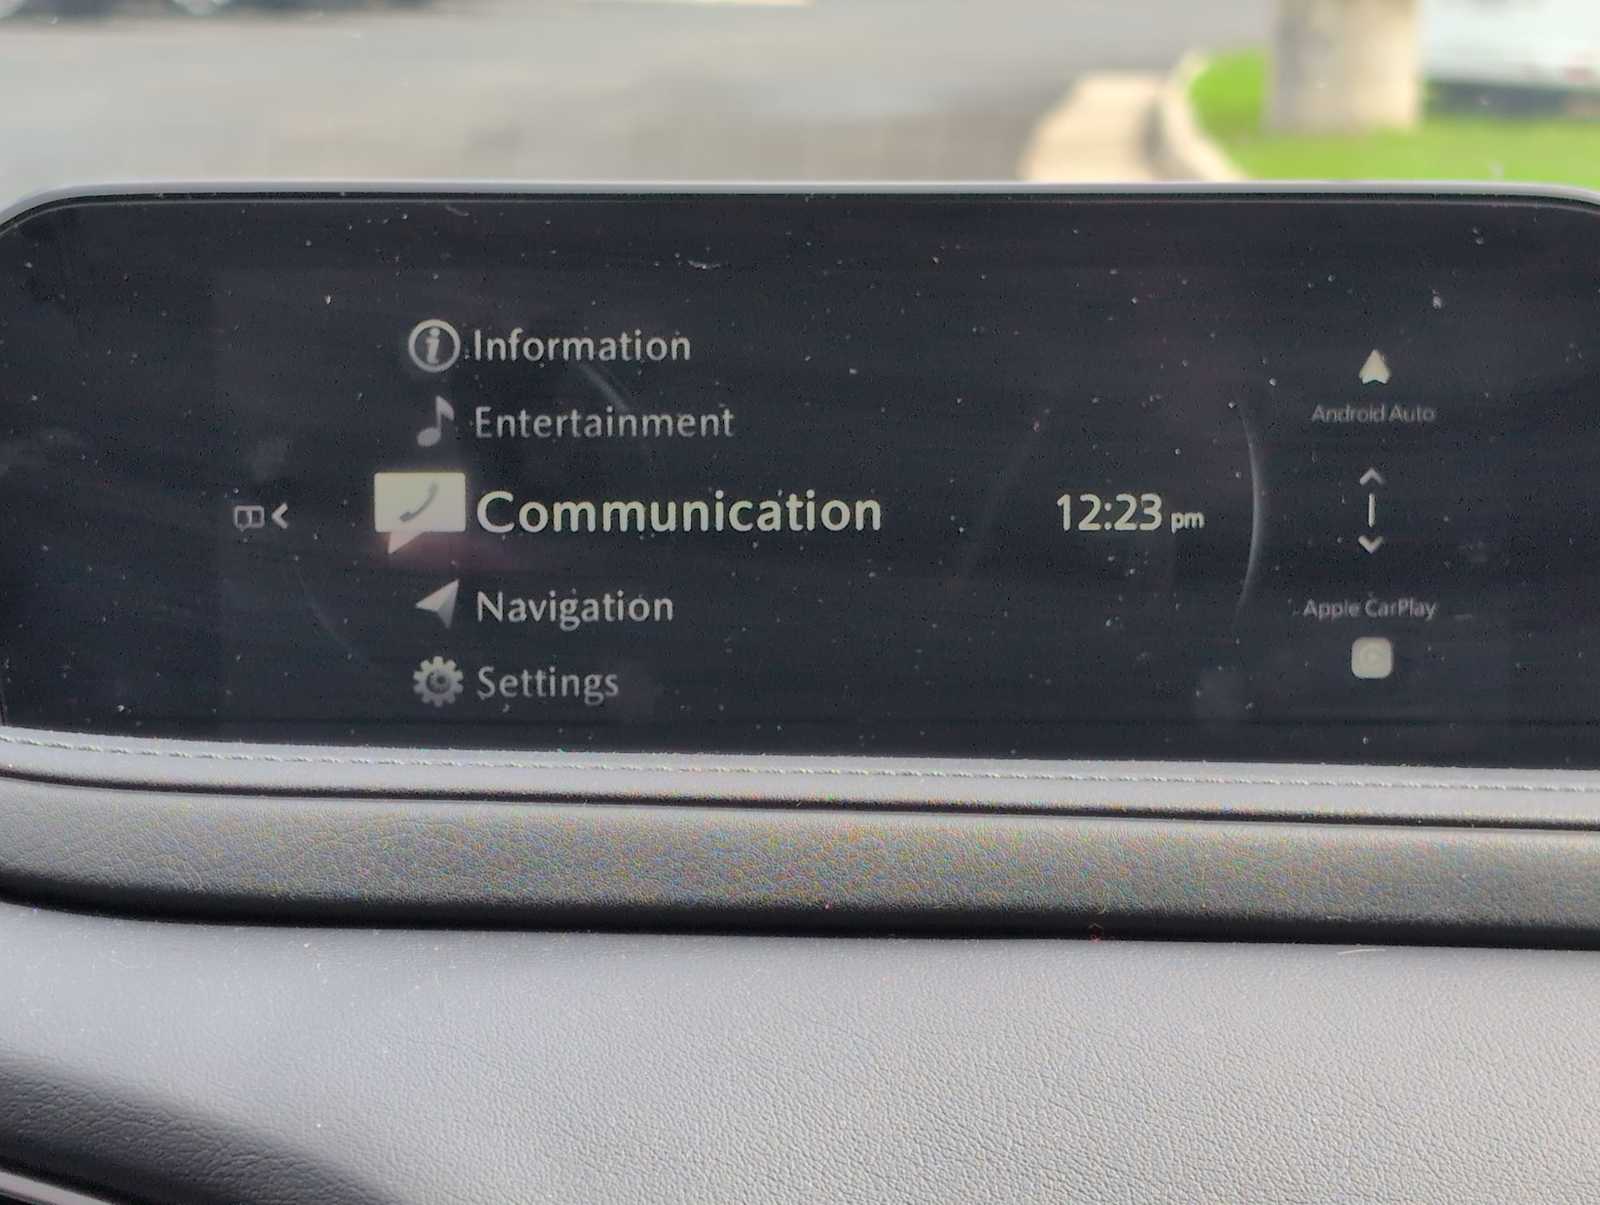 Information
Entertainment
Communication
12:23 pm
Navigation
Settings
Android Auto
Apple CarPlay